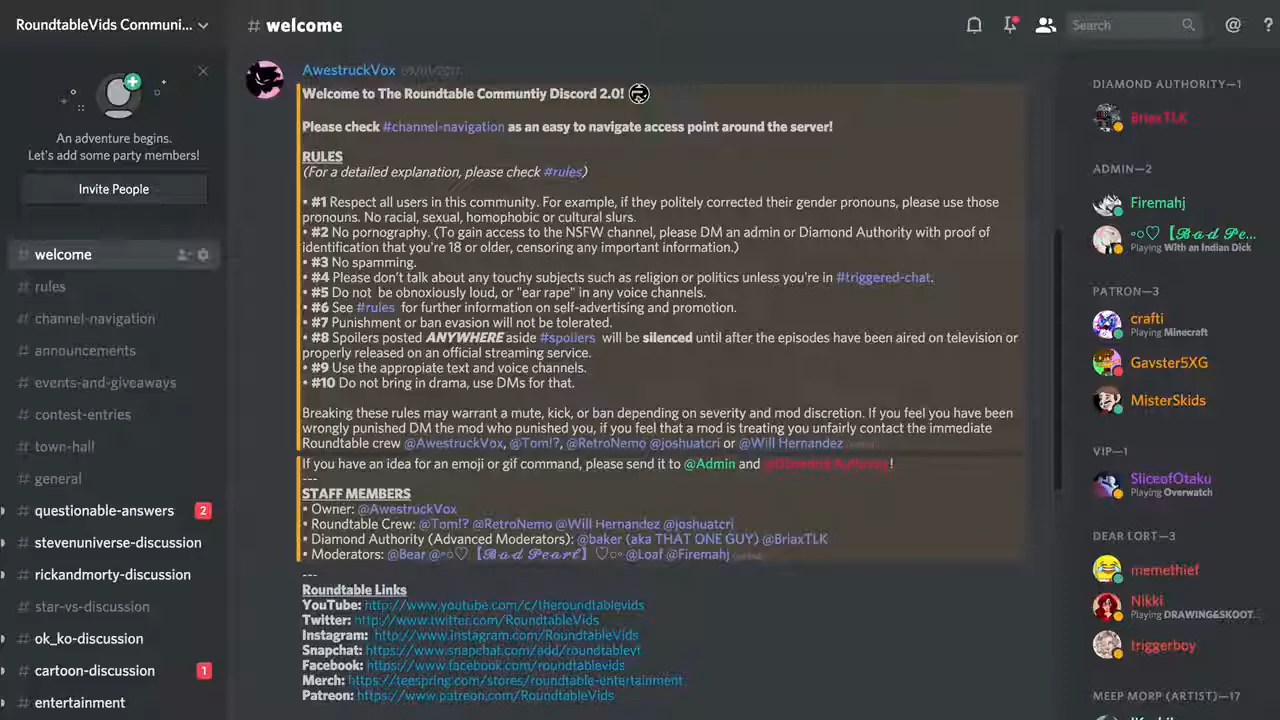 RoundtableVids Communi...
An adventure begins.
Let's add some party members!
Invite People
# welcome
# rules
# channel-navigation
# announcements
# events-and-giveaways
# contest-entries
# town-hall
# general
# questionable-answers 2
# stevenuniverse-discussion
# rickandmorty-discussion
# star-vs-discussion
# ok_ko-discussion
# cartoon-discussion 1
# entertainment
# welcome
Search
AwestruckVox
Welcome to The Roundtable Communtiy Discord 2.0!
Please check #channel-navigation as an easy to navigate access point around the server!
RULES
(For a detailed explanation, please check #rules)
• #1 Respect all users in this community. For example, if they politely corrected their gender pronouns, please use those
pronouns. No racial, sexual, homophobic or cultural slurs.
• #2 No pornography. (To gain access to the NSFW channel, please DM an admin or Diamond Authority with proof of
identification that you're 18 or older, censoring any important information.)
• #3 No spamming.
• #4 Please don't talk about any touchy subjects such as religion or politics unless you're in #triggered-chat.
• #5 Do not be obnoxiously loud, or "ear rape" in any voice channels.
• #6 See #rules for further information on self-advertising and promotion.
• #7 Punishment or ban evasion will not be tolerated.
• #8 Spoilers posted ANYWHERE aside #spoilers will be silenced until after the episodes have been aired on television or
properly released on an official streaming service.
• #9 Use the appropiate text and voice channels.
• #10 Do not bring in drama, use DMs for that.
Breaking these rules may warrant a mute, kick, or ban depending on severity and mod discretion. If you feel you have been
wrongly punished DM the mod who punished you, if you feel that a mod is treating you unfairly contact the immediate
Roundtable crew @AwestruckVox, @Tom!?, @RetroNemo @joshuatcri or @Will Hernandez
If you have an idea for an emoji or gif command, please send it to @Admin and @Diamond Authority!
---
STAFF MEMBERS
• Owner: @AwestruckVox
• Roundtable Crew: @Tom!? @RetroNemo @Will Hernandez @joshuatcri
• Diamond Authority (Advanced Moderators): @baker (aka THAT ONE GUY) @BriaxTLK
• Moderators: @Bear @◦○♡【𝓑𝓪𝓭 𝓟𝓮𝓪𝓻𝓵】♡○◦ @Loaf @Firemahj
---
Roundtable Links
YouTube: http://www.youtube.com/c/theroundtablevids
Twitter: http://www.twitter.com/RoundtableVids
Instagram: http://www.instagram.com/RoundtableVids
Snapchat: https://www.snapchat.com/add/roundtablevt
Facebook: https://www.facebook.com/roundtablevids
Merch: https://teespring.com/stores/roundtable-entertainment
Patreon: https://www.patreon.com/RoundtableVids
DIAMOND AUTHORITY—1
BriaxTLK
ADMIN—2
Firemahj
◦○♡【𝓑𝓪𝓭 𝓟𝓮...
Playing With an Indian Dick
PATRON—3
crafti
Playing Minecraft
Gavster5XG
MisterSkids
VIP—1
SliceofOtaku
Playing Overwatch
DEAR LORT—3
memethief
Nikki
Playing DRAWING&SKOOT...
triggerboy
MEEP MORP (ARTIST)—17